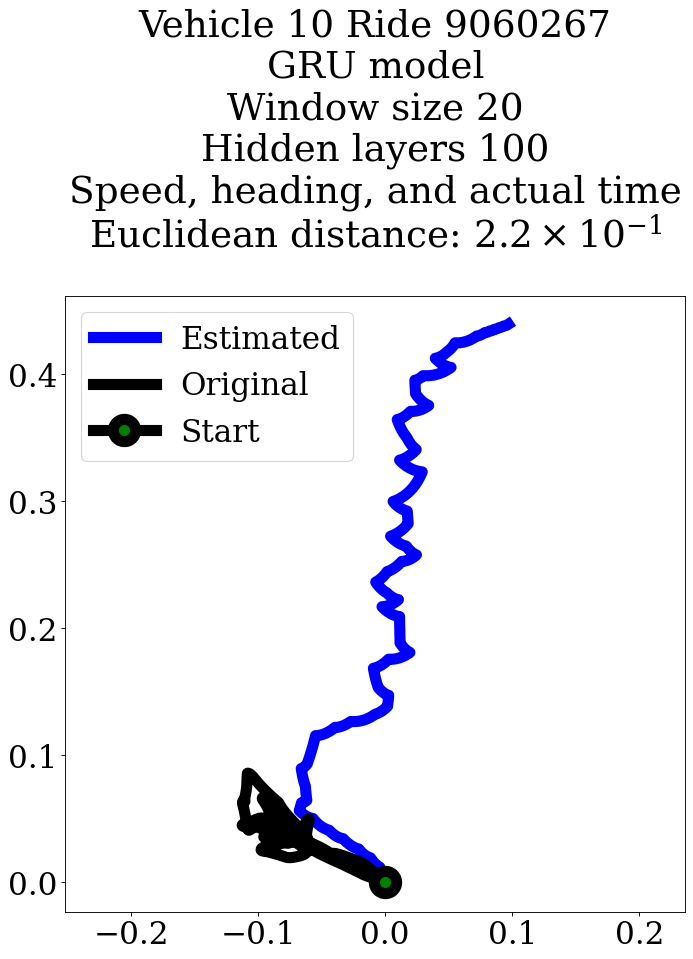 Vehicle 10 Ride 9060267
GRU model
Window size 20
Hidden layers 100
Speed, heading, and actual time
Euclidean distance: 2.2 × 10⁻¹
Estimated
Original
Start
0.4
0.3
0.2
0.1
0.0
−0.2 −0.1 0.0 0.1 0.2